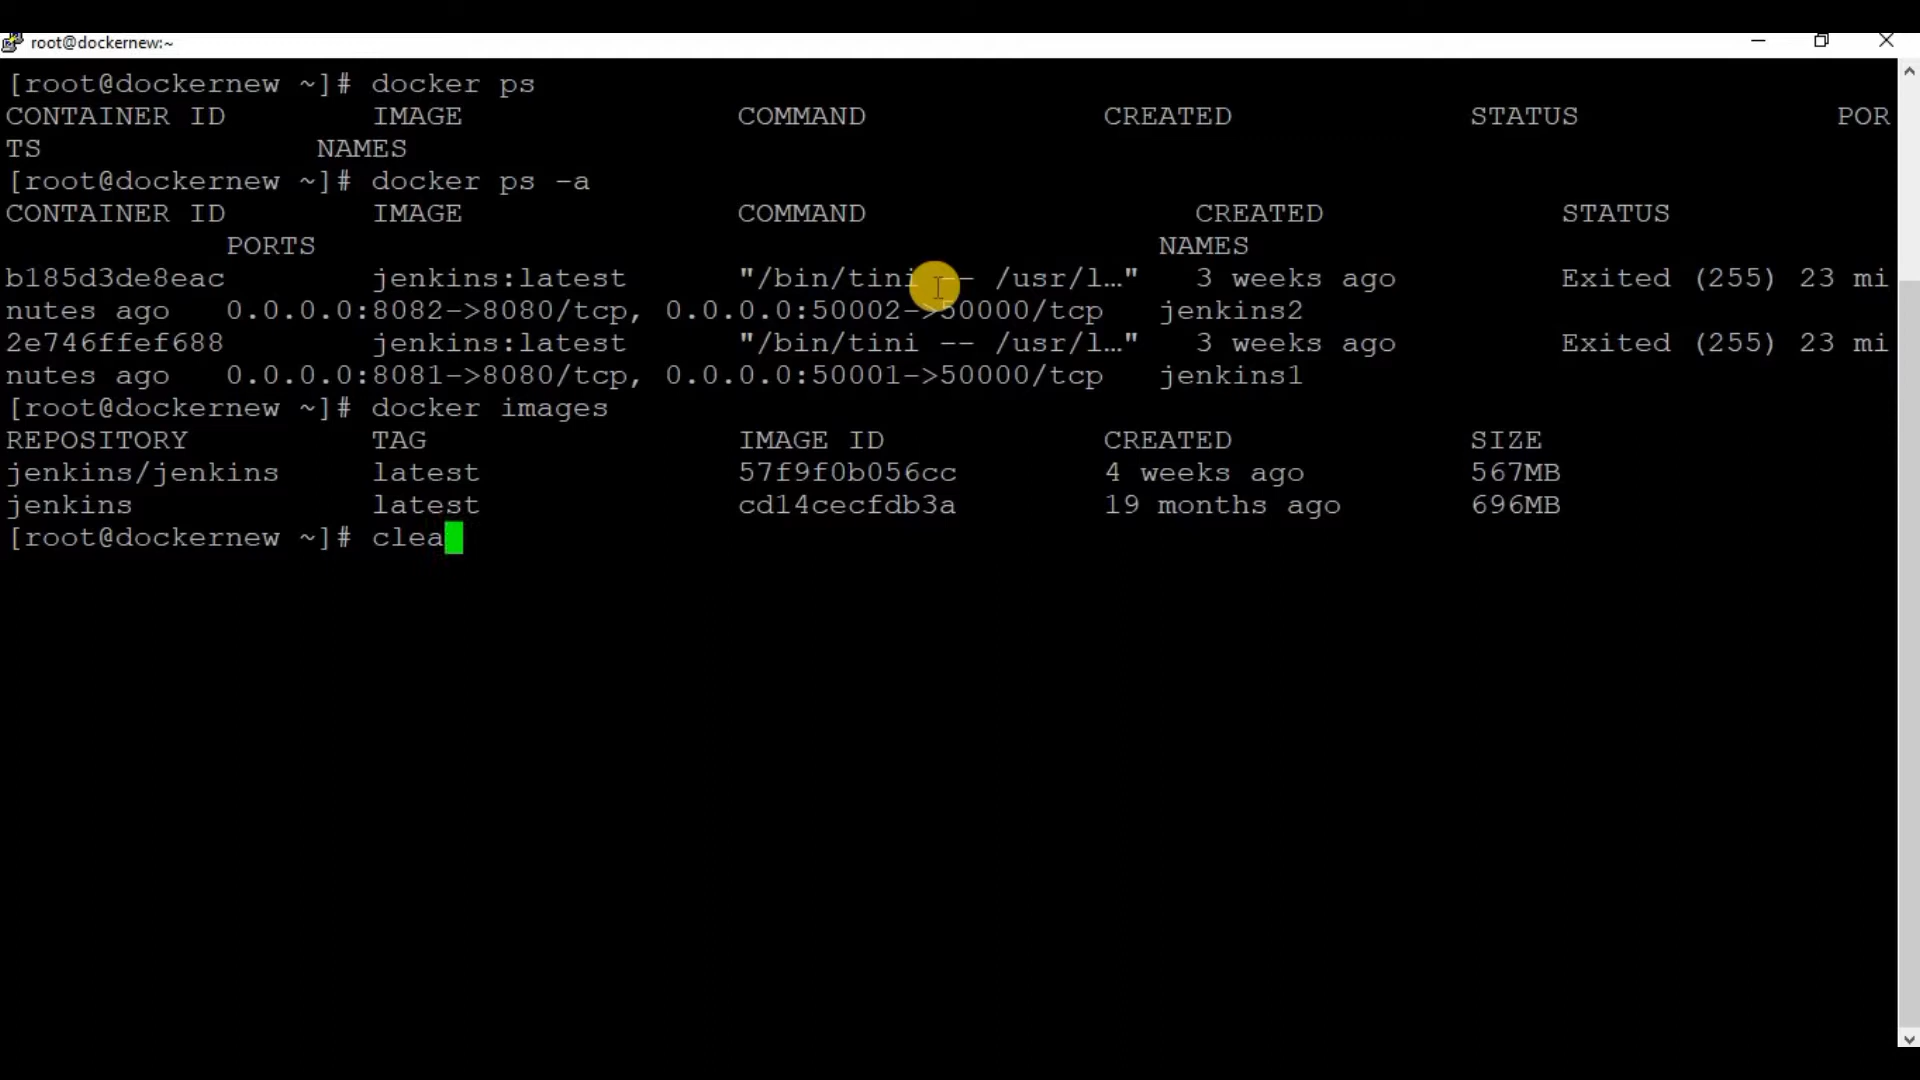 root@dockernew:~
[root@dockernew ~]# docker ps
CONTAINER ID IMAGE COMMAND CREATED STATUS POR
TS NAMES
[root@dockernew ~]# docker ps -a
CONTAINER ID IMAGE COMMAND CREATED STATUS
PORTS NAMES
b185d3de8eac jenkins:latest "/bin/tini -- /usr/l…" 3 weeks ago Exited (255) 23 mi
nutes ago 0.0.0.0:8082->8080/tcp, 0.0.0.0:50002->50000/tcp jenkins2
2e746ffef688 jenkins:latest "/bin/tini -- /usr/l…" 3 weeks ago Exited (255) 23 mi
nutes ago 0.0.0.0:8081->8080/tcp, 0.0.0.0:50001->50000/tcp jenkins1
[root@dockernew ~]# docker images
REPOSITORY TAG IMAGE ID CREATED SIZE
jenkins/jenkins latest 57f9f0b056cc 4 weeks ago 567MB
jenkins latest cd14cecfdb3a 19 months ago 696MB
[root@dockernew ~]# clea